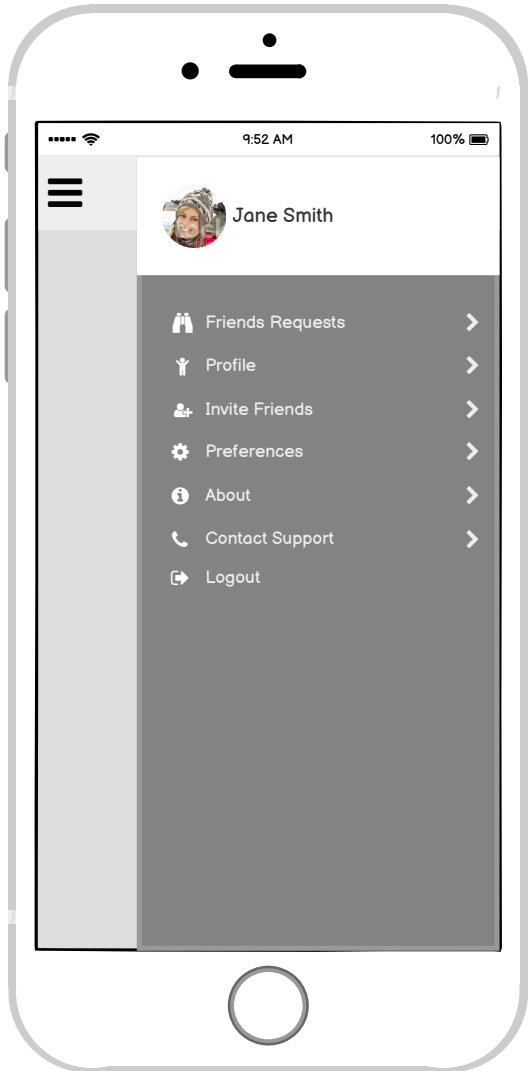 9:52 AM
100%
Jane Smith
Friends Requests
Profile
Invite Friends
Preferences
About
Contact Support
Logout